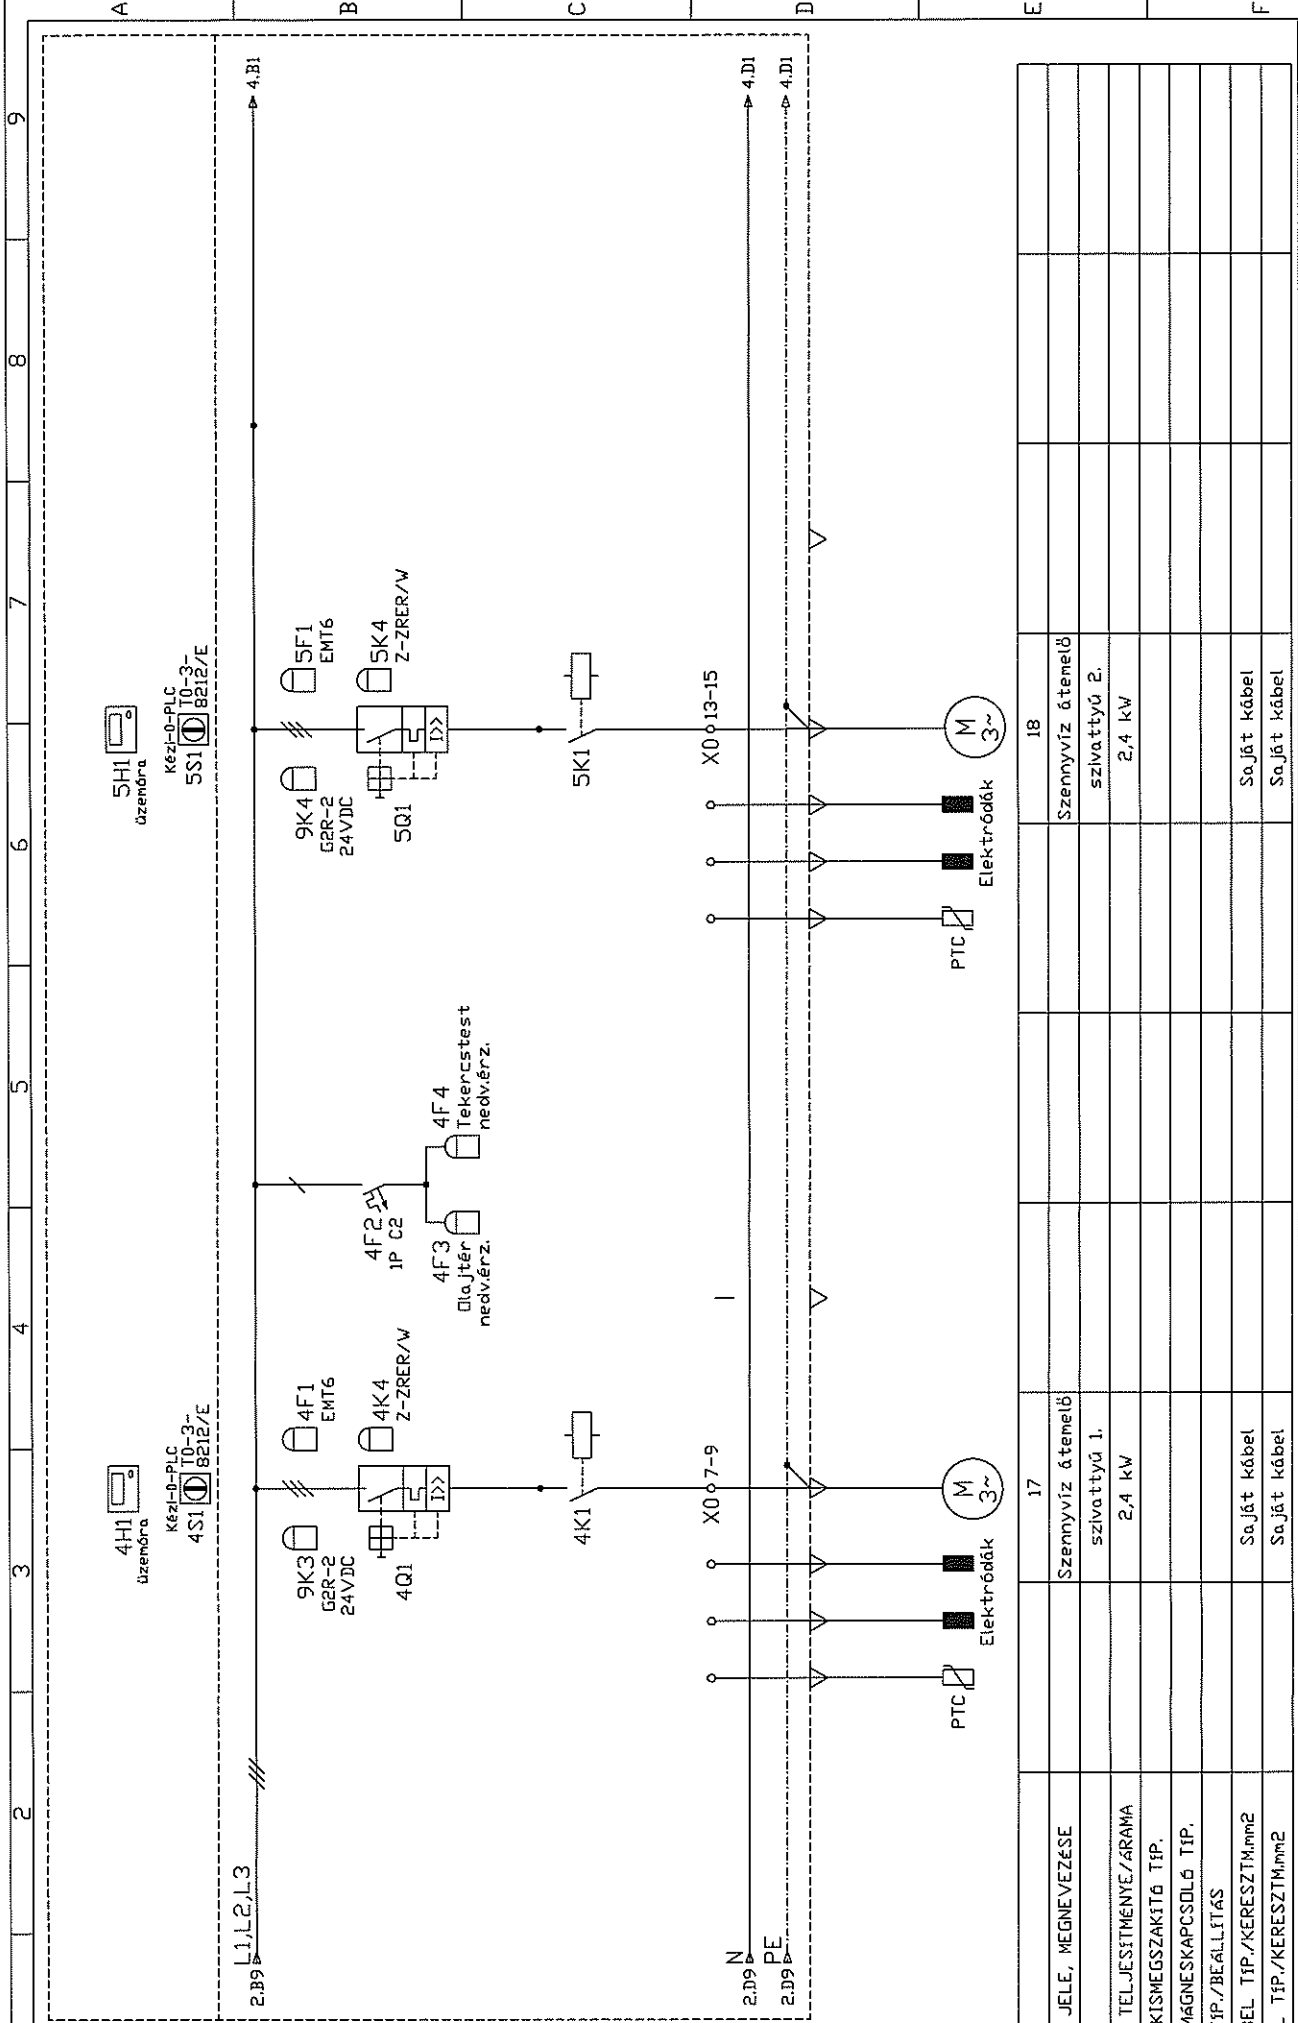 2
3
4
5
6
7
8
9
A
B
C
D
E
F
4H1
üzemóra
Kézi-0-PLC
4S1
T0-3-
8212/E
5H1
üzemóra
Kézi-0-PLC
5S1
T0-3-
8212/E
L1,L2,L3
2.B9
4.B1
9K3
G2R-2
24VDC
4F1
EMT6
4K4
Z-ZRER/W
I>>
4Q1
4F2
1P C2
4F3
Olajtér
nedv.érz.
4F4
Tekercstest
nedv.érz.
9K4
G2R-2
24VDC
5F1
EMT6
5K4
Z-ZRER/W
I>>
5Q1
4K1
5K1
X0 7-9
X0 13-15
N
2.D9
4.D1
PE
2.D9
4.D1
PTC
Elektródák
M
3~
PTC
Elektródák
M
3~
17
18
JELE, MEGNEVEZÉSE
Szennyvíz átemelő
Szennyvíz átemelő
szivattyú 1.
szivattyú 2.
TELJESÍTMÉNYE/ÁRAMA
2,4 kW
2,4 kW
KISMEGSZAKÍTÓ TÍP.
MÁGNESKAPCSOLÓ TÍP.
TÍP./BEÁLLÍTÁS
TÍP./KERESZTM.mm2
Saját kábel
Saját kábel
TÍP./KERESZTM.mm2
Saját kábel
Saját kábel